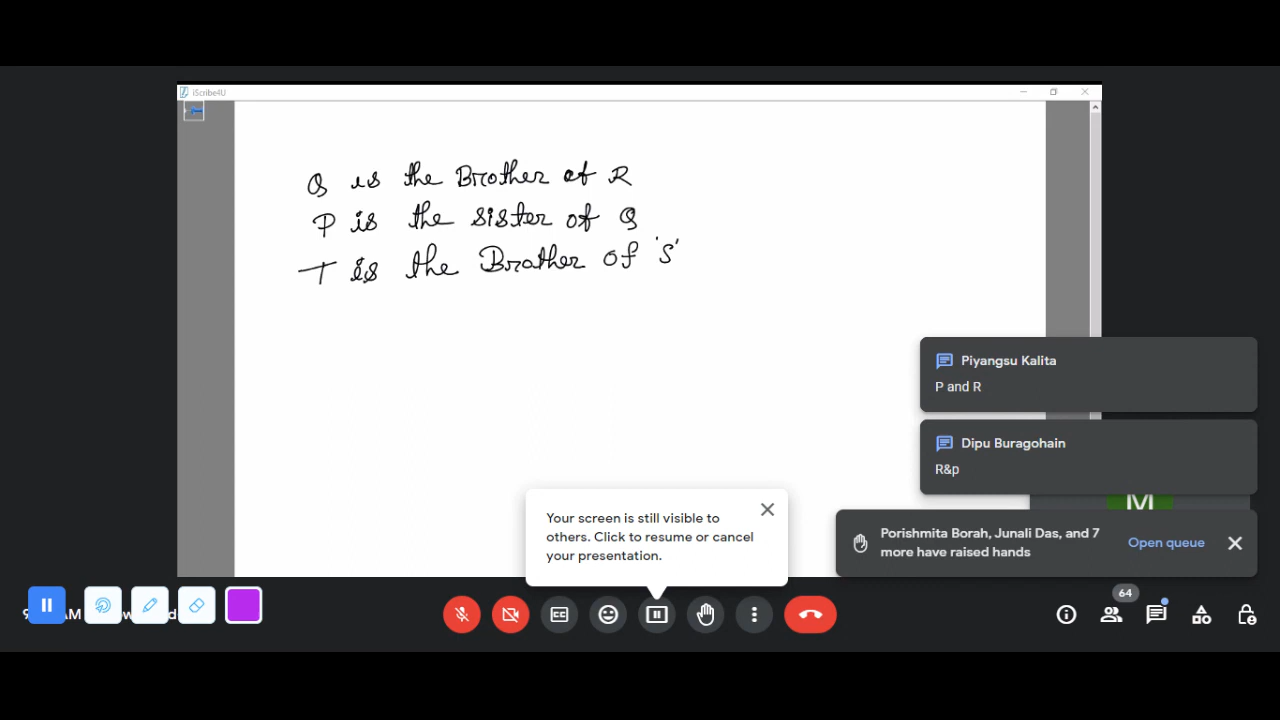 iScribe4U
Q is the Brother of R
P is the sister of Q
T is the Brother of 'S'
Piyangsu Kalita
P and R
Dipu Buragohain
R&p
M
Your screen is still visible to
others. Click to resume or cancel
your presentation.
Porishmita Borah, Junali Das, and 7
more have raised hands
Open queue
64